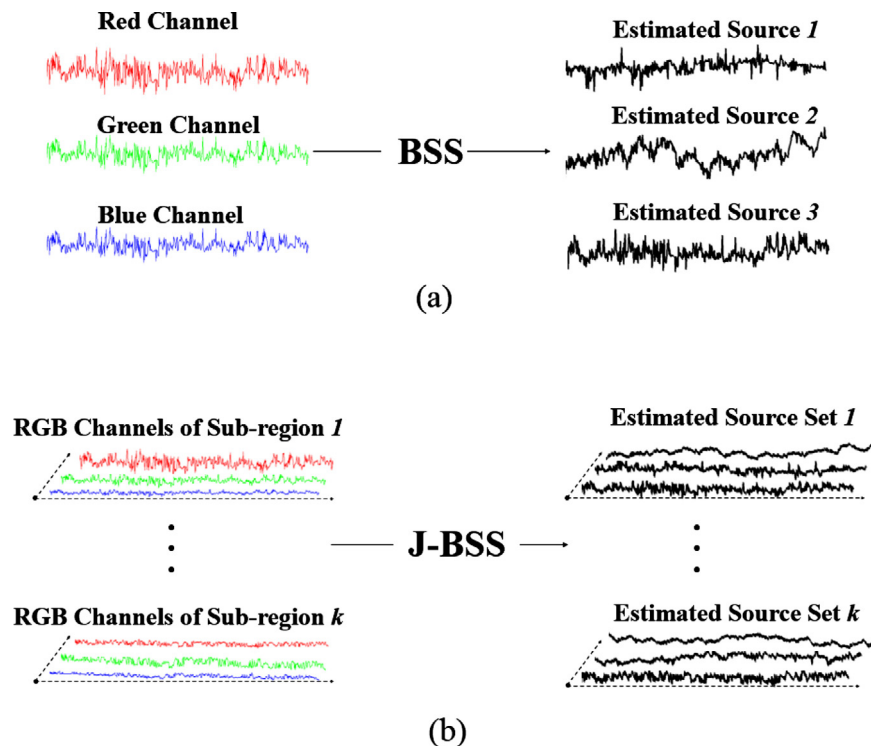 Red Channel
Estimated Source 1
Green Channel
Estimated Source 2
BSS
Blue Channel
Estimated Source 3
(a)
RGB Channels of Sub-region 1
Estimated Source Set 1
J-BSS
RGB Channels of Sub-region k
Estimated Source Set k
(b)